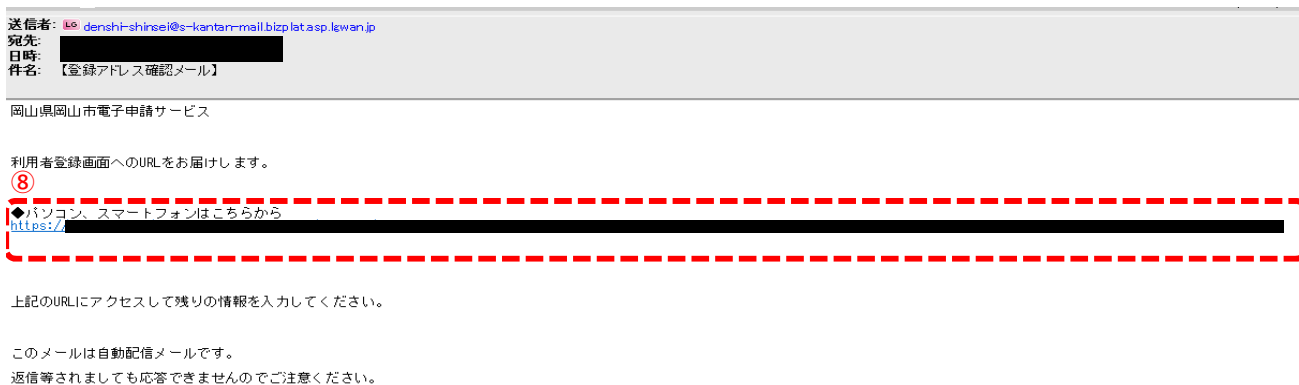 送信者: LG denshi-shinsei@s-kantan-mail.bizplat.asp.lgwan.jp
宛先:
日時:
件名: 【登録アドレス確認メール】
岡山県岡山市電子申請サービス
利用者登録画面へのURLをお届けします。
⑧
◆パソコン、スマートフォンはこちらから
https://
上記のURLにアクセスして残りの情報を入力してください。
このメールは自動配信メールです。
返信等されましても応答できませんのでご注意ください。